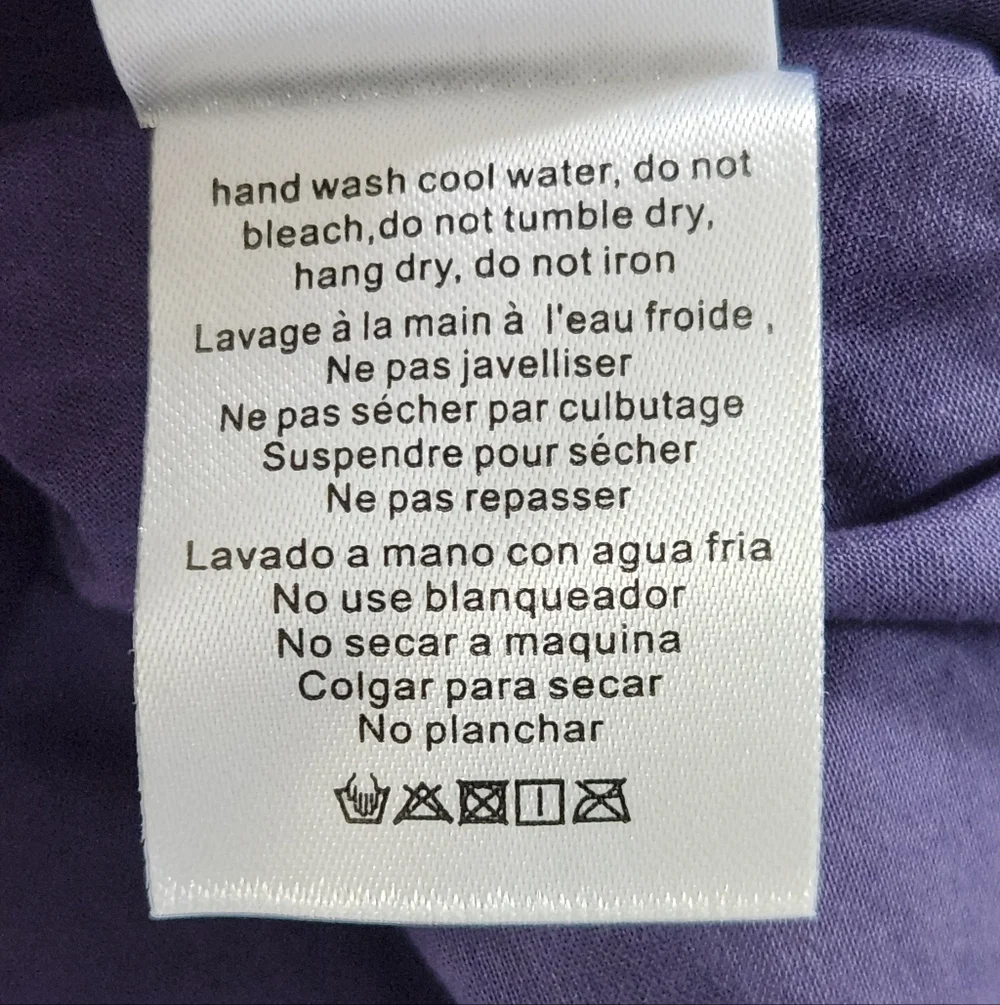 hand wash cool water, do not
bleach,do not tumble dry,
hang dry, do not iron
Lavage à la main à l'eau froide ,
Ne pas javelliser
Ne pas sécher par culbutage
Suspendre pour sécher
Ne pas repasser
Lavado a mano con agua fria
No use blanqueador
No secar a maquina
Colgar para secar
No planchar